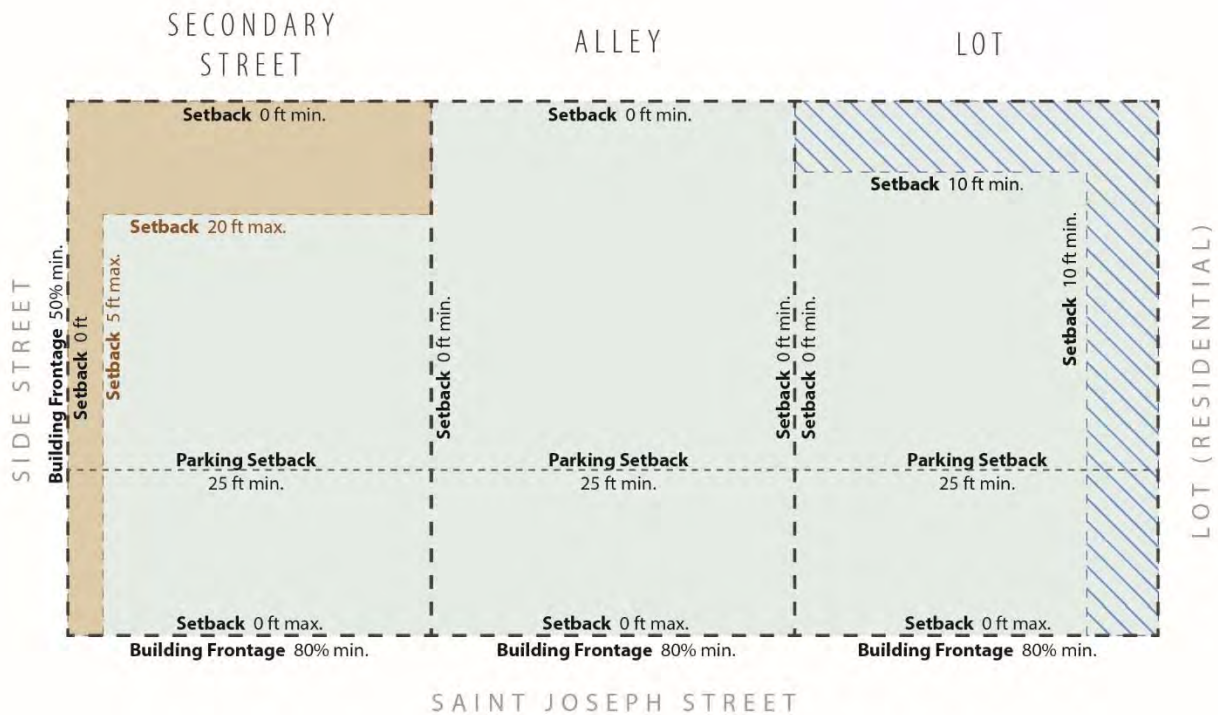 SECONDARY
STREET
ALLEY
LOT
Setback 0 ft min.
Setback 0 ft min.
Setback 10 ft min.
Setback 20 ft max.
SIDE STREET
Building Frontage 50% min.
Setback 0 ft
Setback 5 ft max.
Setback 0 ft min.
Setback 0 ft min.
Setback 0 ft min.
Setback 10 ft min.
LOT (RESIDENTIAL)
Parking Setback
25 ft min.
Parking Setback
25 ft min.
Parking Setback
25 ft min.
Setback 0 ft max.
Setback 0 ft max.
Setback 0 ft max.
Building Frontage 80% min.
Building Frontage 80% min.
Building Frontage 80% min.
SAINT JOSEPH STREET